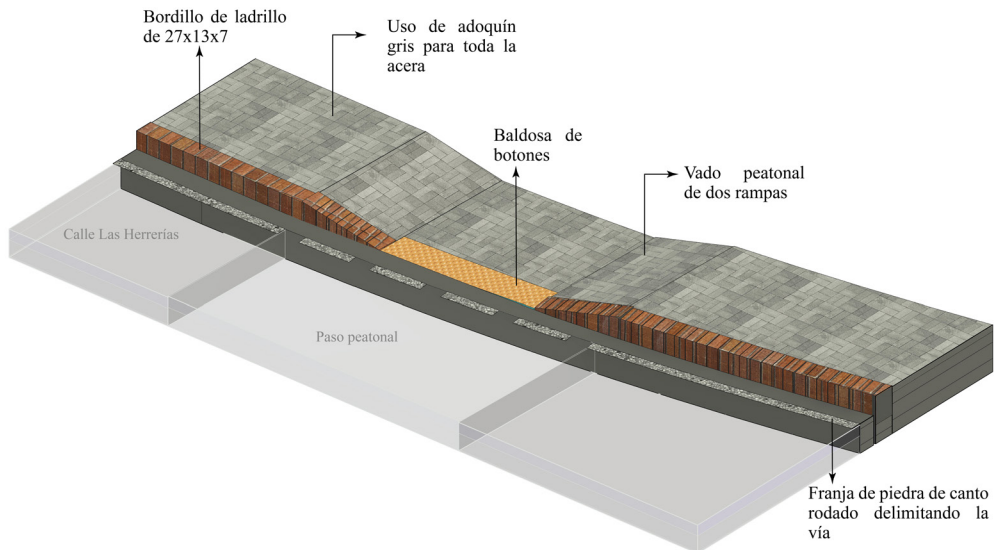 Bordillo de ladrillo
de 27x13x7
Uso de adoquín
gris para toda la
acera
Baldosa de
botones
Vado peatonal
de dos rampas
Calle Las Herrerías
Paso peatonal
Franja de piedra de canto
rodado delimitando la
vía